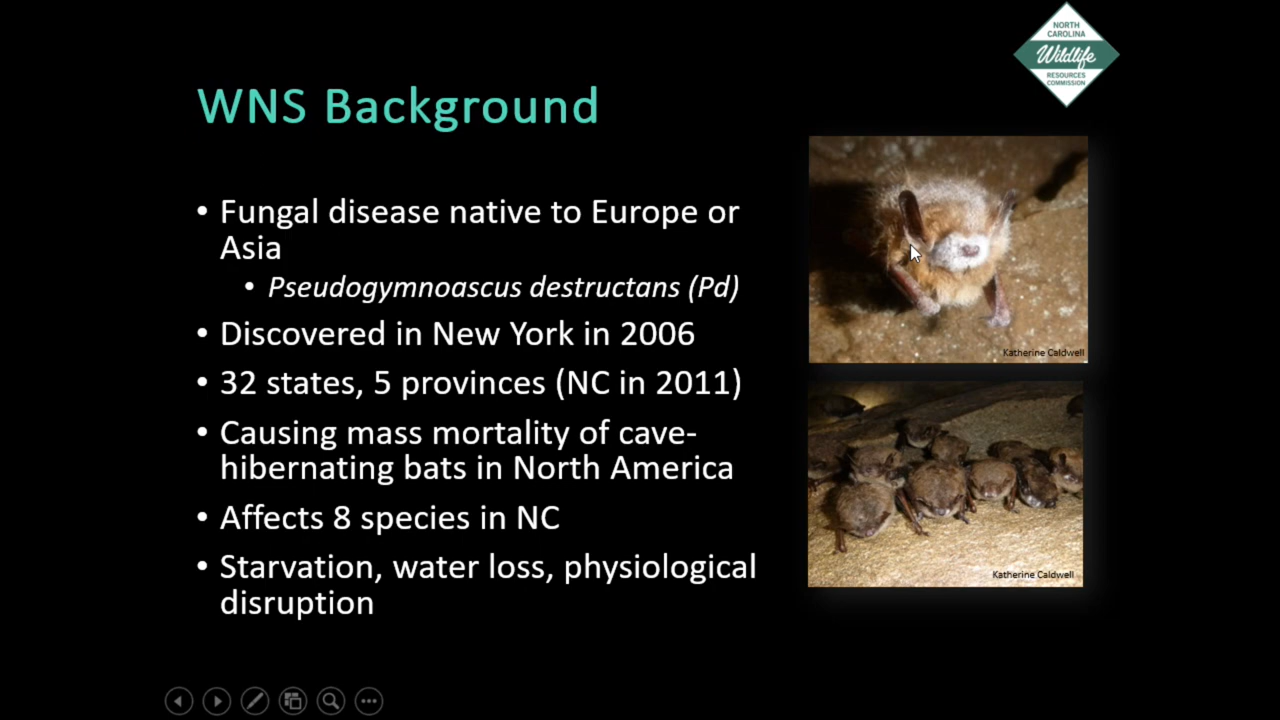 NORTH
CAROLINA
Wildlife
RESOURCES
COMMISSION
WNS Background
• Fungal disease native to Europe or
Asia
• Pseudogymnoascus destructans (Pd)
• Discovered in New York in 2006
• 32 states, 5 provinces (NC in 2011)
• Causing mass mortality of cave-
hibernating bats in North America
• Affects 8 species in NC
• Starvation, water loss, physiological
disruption
Katherine Caldwell
Katherine Caldwell